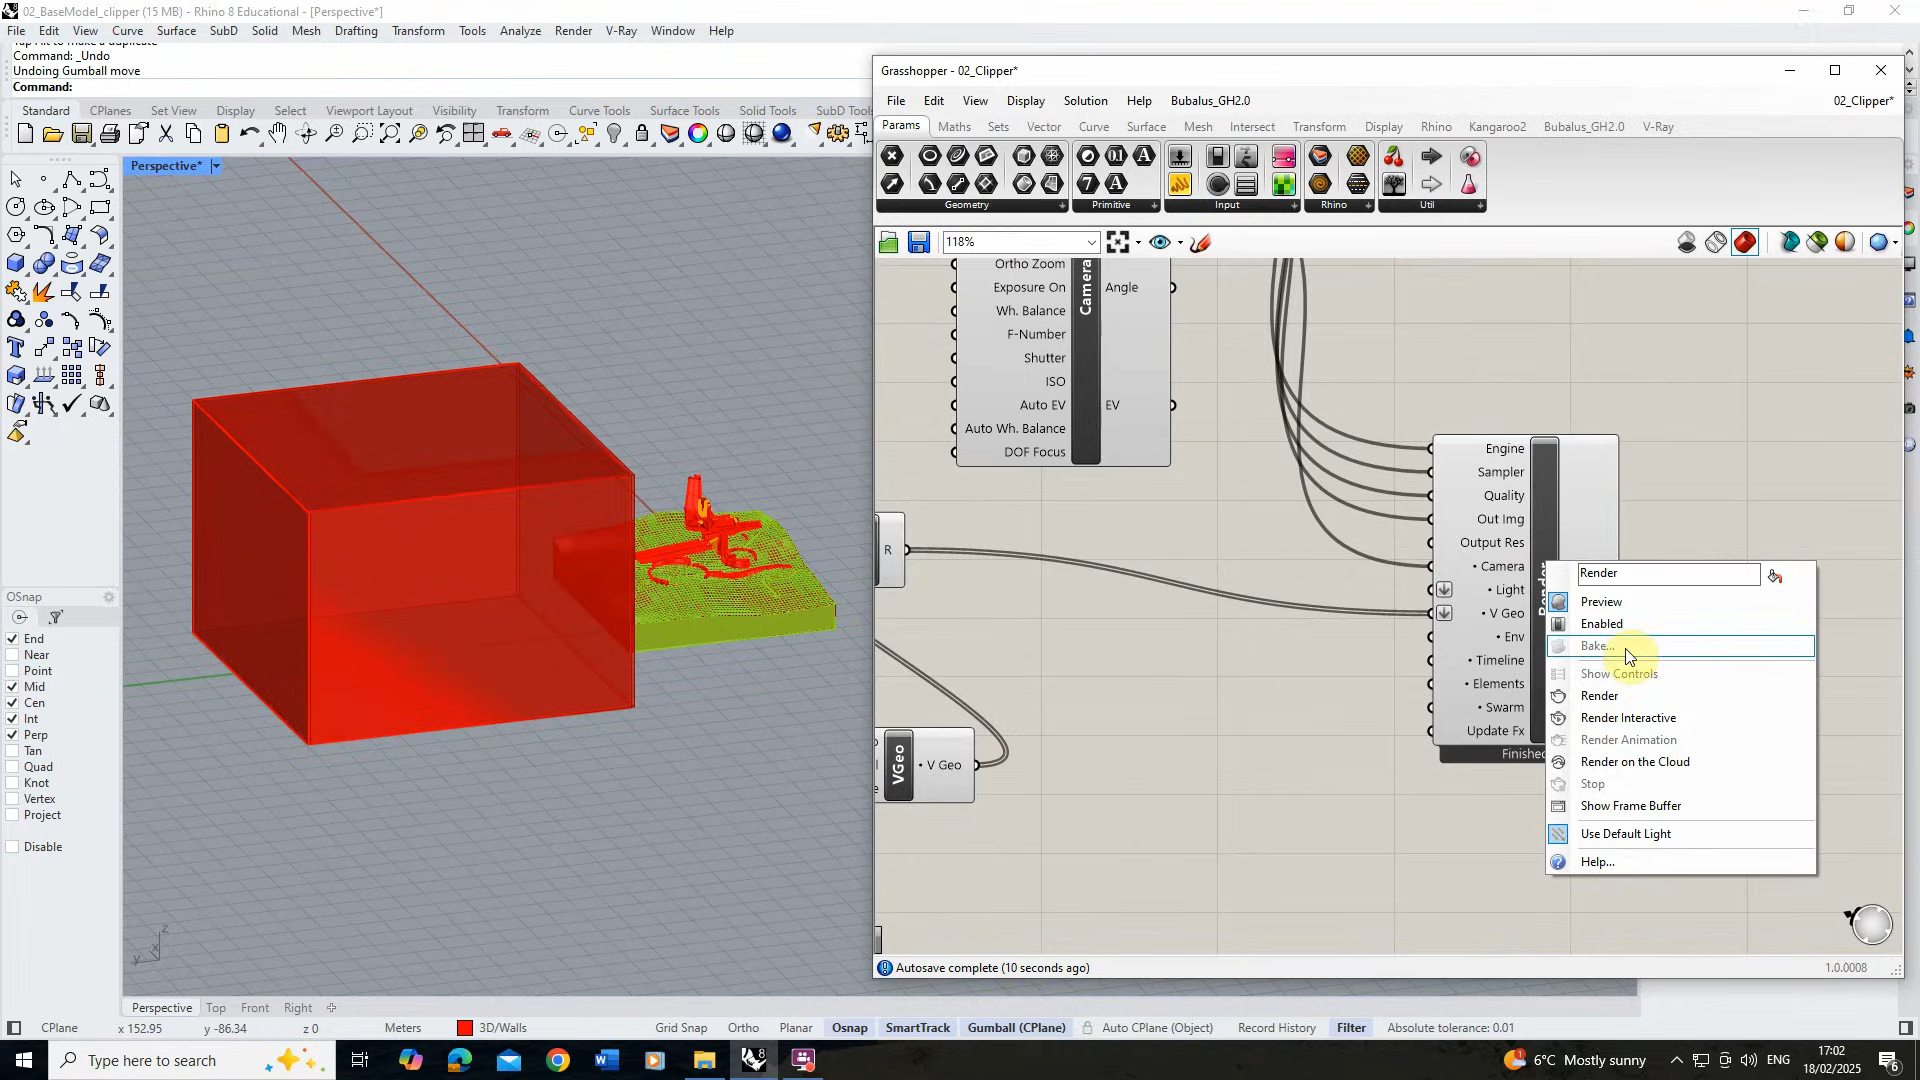 02_BaseModel_clipper (15 MB) - Rhino 8 Educational - [Perspective*]
File Edit View Curve Surface SubD Solid Mesh Drafting Transform Tools Analyze Render V-Ray Window Help
Tap Alt to make a duplicate
Command: _Undo
Undoing Gumball move
Command:
Standard CPlanes Set View Display Select Viewport Layout Visibility Transform Curve Tools Surface Tools Solid Tools SubD Tools
Perspective*
Grasshopper - 02_Clipper*
File Edit View Display Solution Help Bubalus_GH2.0
02_Clipper*
Params Maths Sets Vector Curve Surface Mesh Intersect Transform Display Rhino Kangaroo2 Bubalus_GH2.0 V-Ray
Geometry Primitive Input Rhino Util
118%
Ortho Zoom
Exposure On
Wh. Balance
F-Number
Shutter
ISO
Auto EV
Auto Wh. Balance
DOF Focus
Camera
Angle
EV
R
VGeo
• V Geo
Engine
Sampler
Quality
Out Img
Output Res
• Camera
• Light
• V Geo
• Env
• Timeline
• Elements
• Swarm
Update Fx
Render
Finished
Render
Preview
Enabled
Bake...
Show Controls
Render
Render Interactive
Render Animation
Render on the Cloud
Stop
Show Frame Buffer
Use Default Light
Help...
Autosave complete (10 seconds ago)
1.0.0008
OSnap
End
Near
Point
Mid
Cen
Int
Perp
Tan
Quad
Knot
Vertex
Project
Disable
z
x
y
Perspective Top Front Right
CPlane x 152.95 y -86.34 z 0 Meters 3D/Walls Grid Snap Ortho Planar Osnap SmartTrack Gumball (CPlane) Auto CPlane (Object) Record History Filter Absolute tolerance: 0.01
Type here to search
6°C Mostly sunny
ENG
17:02
18/02/2025
6